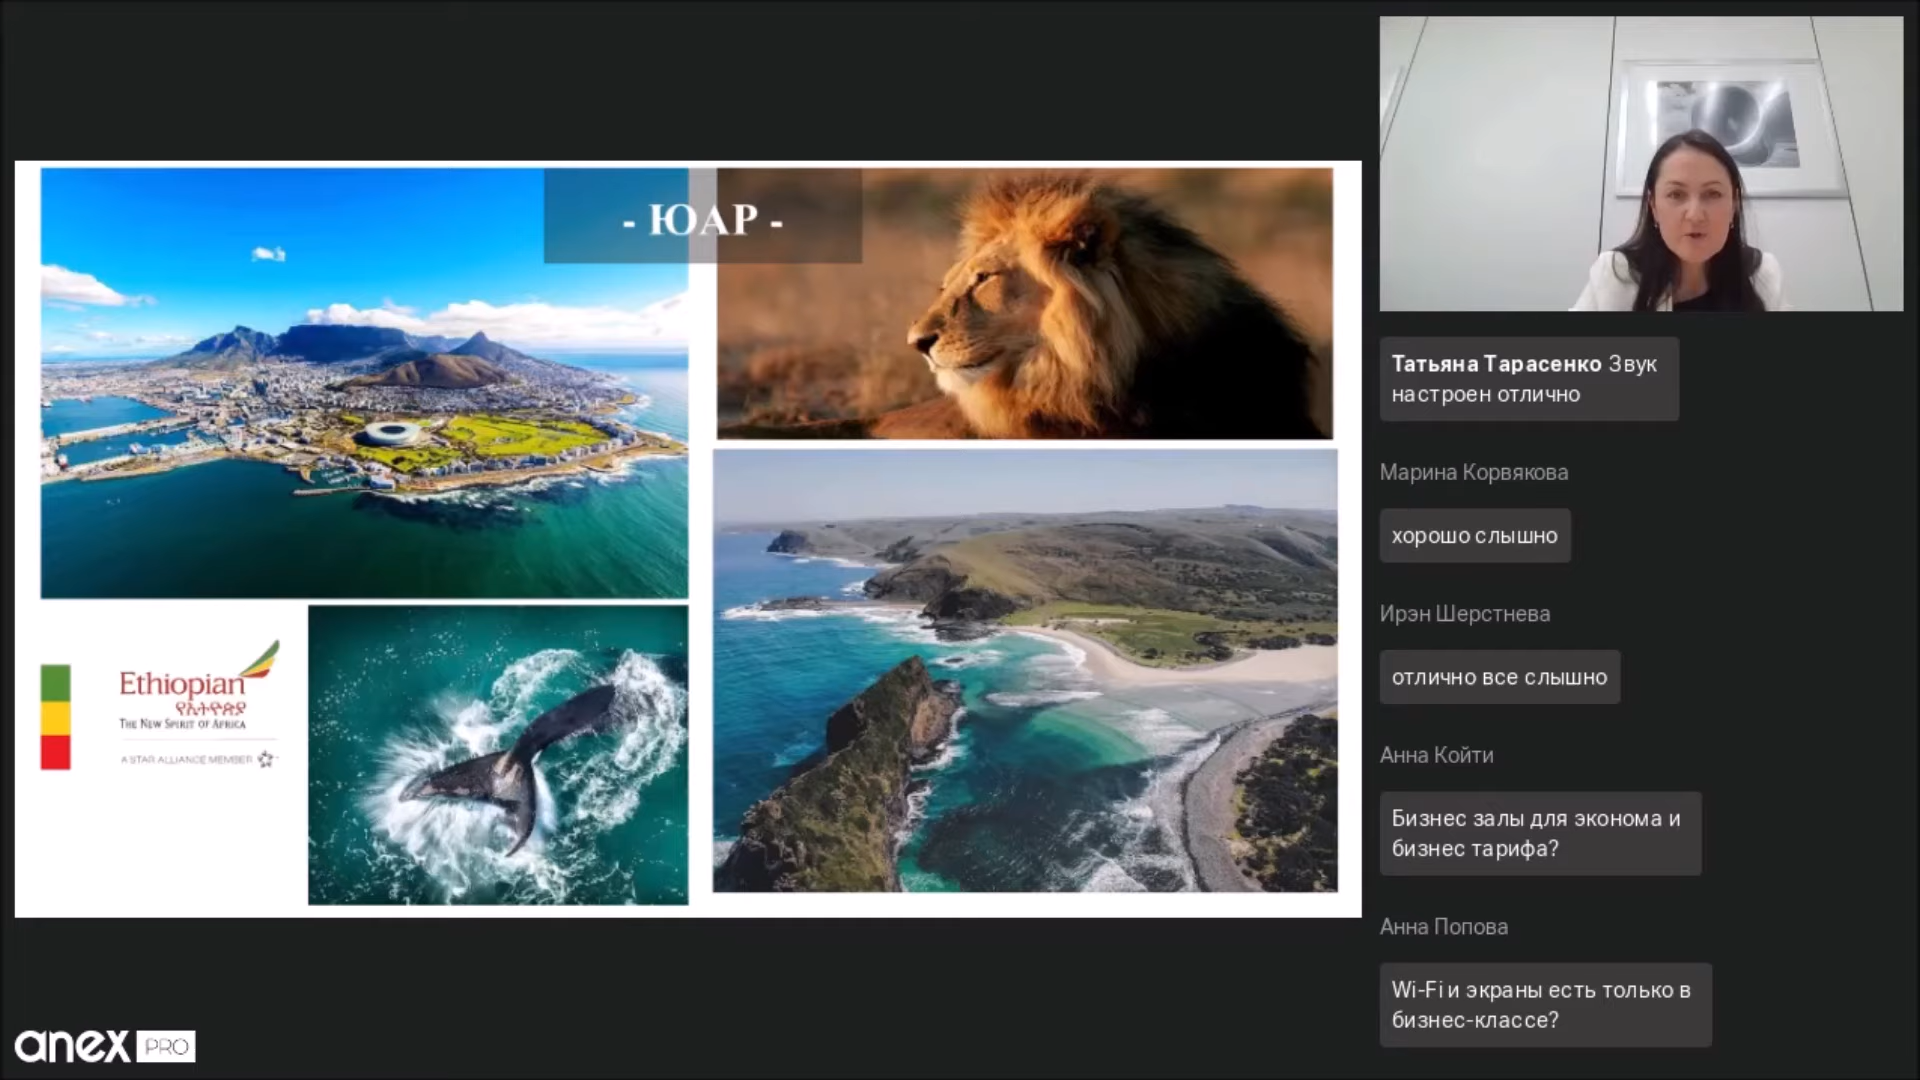 - ЮАР -
Ethiopian
የኢትዮጵያ
THE NEW SPIRIT OF AFRICA
A STAR ALLIANCE MEMBER
anex PRO
Татьяна Тарасенко Звук
настроен отлично
Марина Корвякова
хорошо слышно
Ирэн Шерстнева
отлично все слышно
Анна Койти
Бизнес залы для эконома и
бизнес тарифа?
Анна Попова
Wi-Fi и экраны есть только в
бизнес-классе?